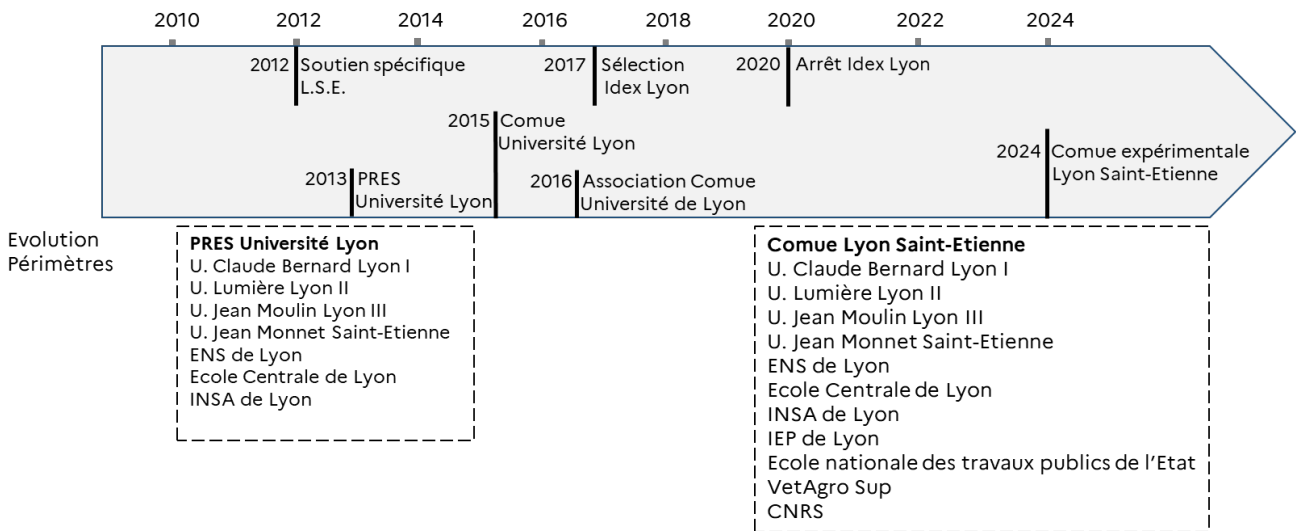 2010 2012 2014 2016 2018 2020 2022 2024
2012 Soutien spécifique
L.S.E.
2017 Sélection
Idex Lyon
2020 Arrêt Idex Lyon
2015 Comue
Université Lyon
2024 Comue expérimentale
Lyon Saint-Etienne
2013 PRES
Université Lyon
2016 Association Comue
Université de Lyon
Evolution
Périmètres
PRES Université Lyon
U. Claude Bernard Lyon I
U. Lumière Lyon II
U. Jean Moulin Lyon III
U. Jean Monnet Saint-Etienne
ENS de Lyon
Ecole Centrale de Lyon
INSA de Lyon
Comue Lyon Saint-Etienne
U. Claude Bernard Lyon I
U. Lumière Lyon II
U. Jean Moulin Lyon III
U. Jean Monnet Saint-Etienne
ENS de Lyon
Ecole Centrale de Lyon
INSA de Lyon
IEP de Lyon
Ecole nationale des travaux publics de l'Etat
VetAgro Sup
CNRS